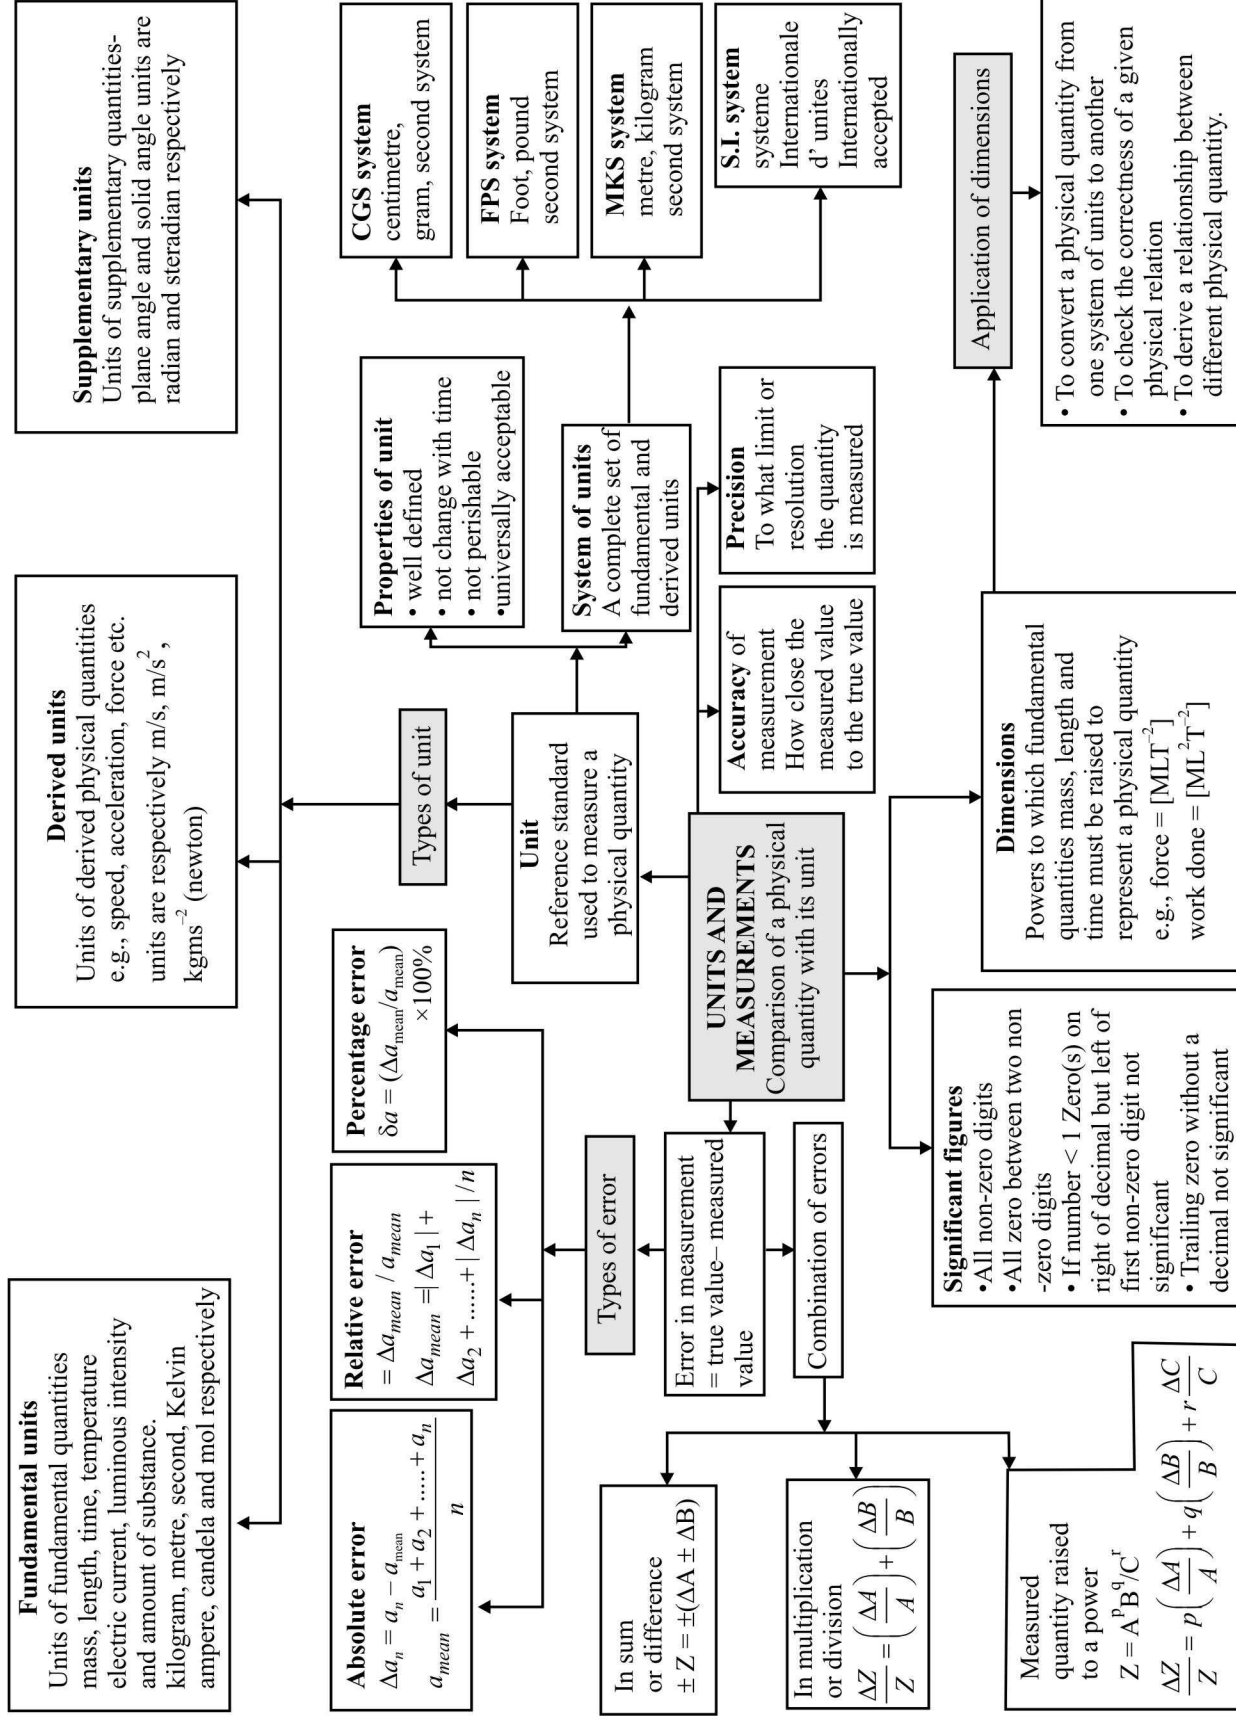 Fundamental units
Units of fundamental quantities
mass, length, time, temperature
electric current, luminous intensity
and amount of substance.
kilogram, metre, second, Kelvin
ampere, candela and mol respectively
Derived units
Units of derived physical quantities
e.g., speed, acceleration, force etc.
units are respectively m/s, m/s²,
kgms⁻² (newton)
Supplementary units
Units of supplementary quantities-
plane angle and solid angle units are
radian and steradian respectively
Absolute error
Δaₙ = aₙ – a_mean
a_mean = (a₁ + a₂ + ..... + aₙ)/n
Relative error
= Δa_mean / a_mean
Δa_mean =| Δa₁ | +
Δa₂ + ......+ | Δaₙ | /n
Percentage error
δa = (Δa_mean/a_mean)
×100%
Types of unit
Properties of unit
• well defined
• not change with time
• not perishable
•universally acceptable
CGS system
centimetre,
gram, second system
FPS system
Foot, pound
second system
MKS system
metre, kilogram
second system
S.I. system
systeme
Internationale
d' unites
Internationally
accepted
Unit
Reference standard
used to measure a
physical quantity
System of units
A complete set of
fundamental and
derived units
Types of error
Error in measurement
= true value– measured
value
Combination of errors
In sum
or difference
± Z = ±(ΔA ± ΔB)
In multiplication
or division
ΔZ/Z = (ΔA/A) + (ΔB/B)
Measured
quantity raised
to a power
Z = A^p B^q/C^r
ΔZ/Z = p(ΔA/A) + q(ΔB/B) + r ΔC/C
UNITS AND
MEASUREMENTS
Comparison of a physical
quantity with its unit
Accuracy of
measurement
How close the
measured value
to the true value
Precision
To what limit or
resolution
the quantity
is measured
Significant figures
•All non-zero digits
•All zero between two non
-zero digits
• If number < 1 Zero(s) on
right of decimal but left of
first non-zero digit not
significant
• Trailing zero without a
decimal not significant
Dimensions
Powers to which fundamental
quantities mass, length and
time must be raised to
represent a physical quantity
e.g., force = [MLT⁻²]
work done = [ML²T⁻²]
Application of dimensions
• To convert a physical quantity from
one system of units to another
• To check the correctness of a given
physical relation
• To derive a relationship between
different physical quantity.